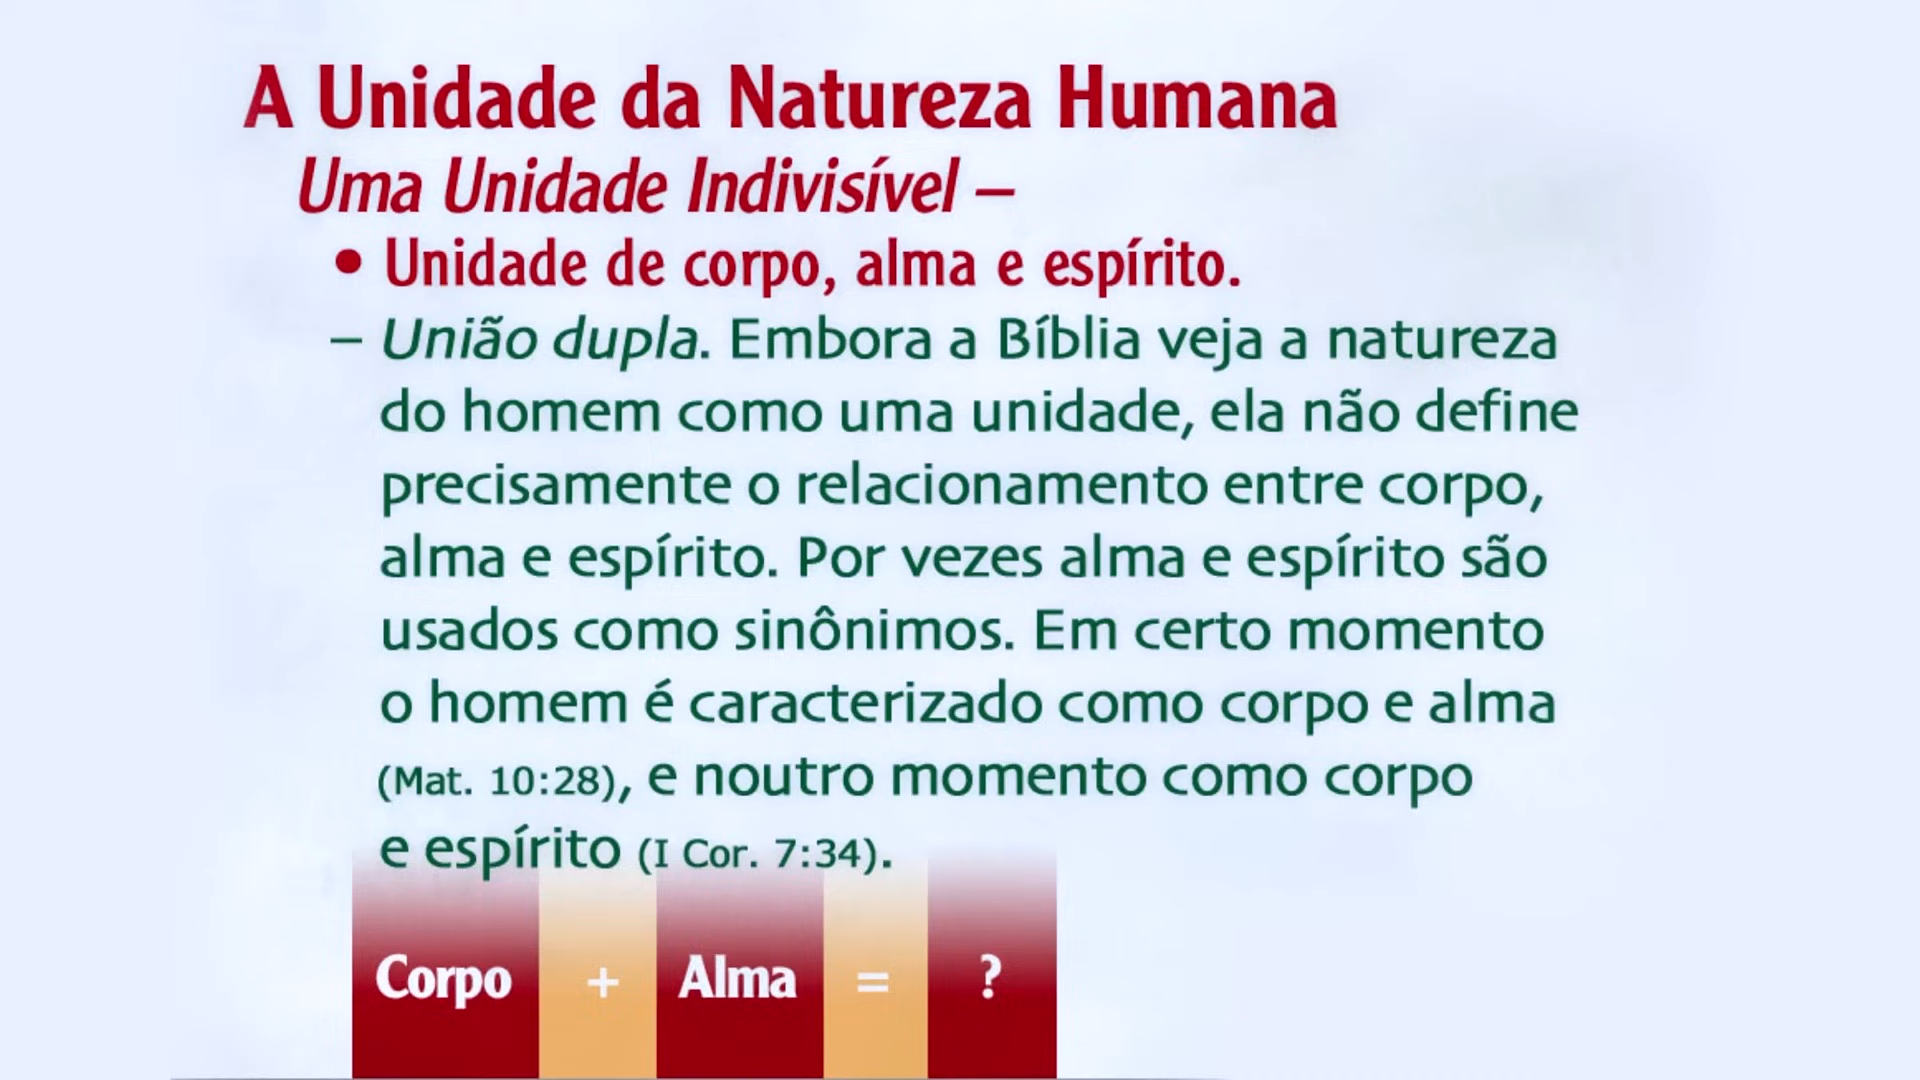 A Unidade da Natureza Humana
Uma Unidade Indivisível –
• Unidade de corpo, alma e espírito.
– União dupla. Embora a Bíblia veja a natureza
do homem como uma unidade, ela não define
precisamente o relacionamento entre corpo,
alma e espírito. Por vezes alma e espírito são
usados como sinônimos. Em certo momento
o homem é caracterizado como corpo e alma
(Mat. 10:28), e noutro momento como corpo
e espírito (I Cor. 7:34).
Corpo + Alma = ?